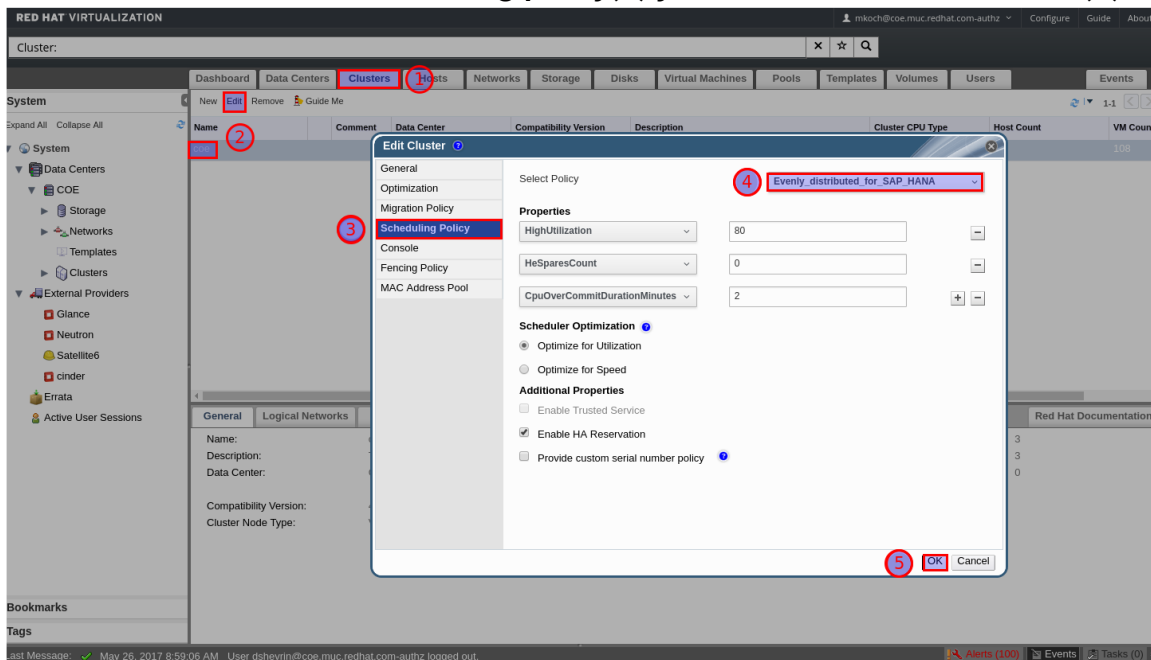 RED HAT VIRTUALIZATION
mkoch@coe.muc.redhat.com-authz Configure Guide About
Cluster:
Dashboard Data Centers Clusters Hosts Networks Storage Disks Virtual Machines Pools Templates Volumes Users Events
1
System New Edit Remove Guide Me 1-1
Expand All Collapse All Name Comment Data Center Compatibility Version Description Cluster CPU Type Host Count VM Coun
2
coe 108
System
Data Centers
COE
Storage
Networks
Templates
Clusters
External Providers
Glance
Neutron
Satellite6
cinder
Errata
Active User Sessions
Edit Cluster
General
Optimization
Migration Policy
3 Scheduling Policy
Console
Fencing Policy
MAC Address Pool
Select Policy 4 Evenly_distributed_for_SAP_HANA
Properties
HighUtilization 80
HeSparesCount 0
CpuOverCommitDurationMinutes 2
Scheduler Optimization
Optimize for Utilization
Optimize for Speed
Additional Properties
Enable Trusted Service
Enable HA Reservation
Provide custom serial number policy
5 OK Cancel
General Logical Networks Red Hat Documentation
Name: 3
Description: 3
Data Center: 0
Compatibility Version:
Cluster Node Type:
Bookmarks
Tags
Last Message: May 26, 2017 8:59:06 AM User dshevrin@coe.muc.redhat.com-authz logged out.
Alerts (100) Events Tasks (0)